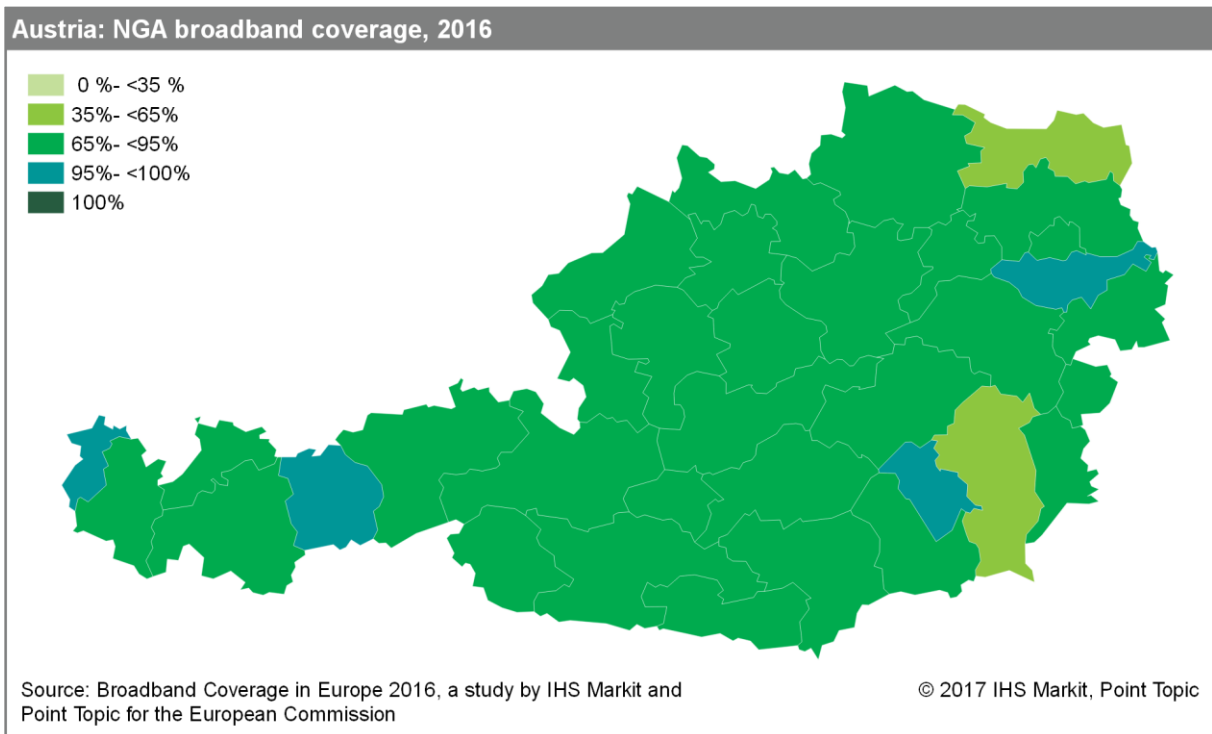 Austria: NGA broadband coverage, 2016
0 %- <35 %
35%- <65%
65%- <95%
95%- <100%
100%
Source: Broadband Coverage in Europe 2016, a study by IHS Markit and
Point Topic for the European Commission
© 2017 IHS Markit, Point Topic